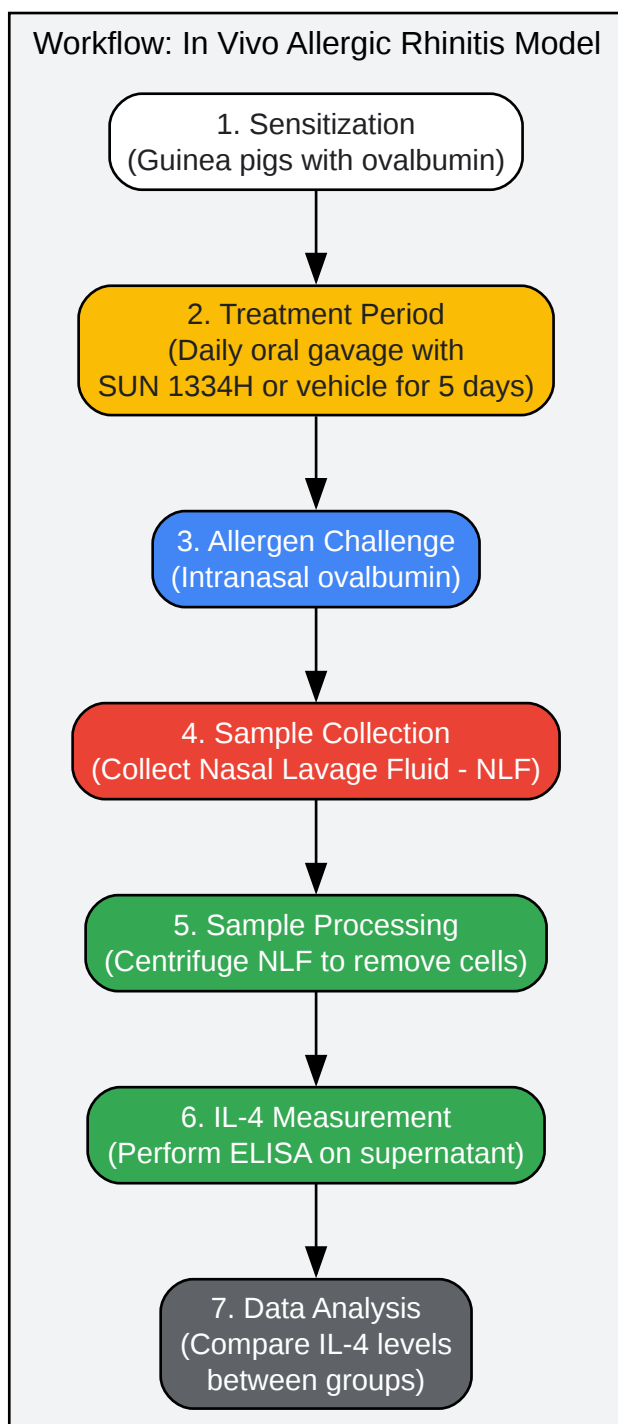 Workflow: In Vivo Allergic Rhinitis Model
1. Sensitization
(Guinea pigs with ovalbumin)
2. Treatment Period
(Daily oral gavage with
SUN 1334H or vehicle for 5 days)
3. Allergen Challenge
(Intranasal ovalbumin)
4. Sample Collection
(Collect Nasal Lavage Fluid - NLF)
5. Sample Processing
(Centrifuge NLF to remove cells)
6. IL-4 Measurement
(Perform ELISA on supernatant)
7. Data Analysis
(Compare IL-4 levels
between groups)